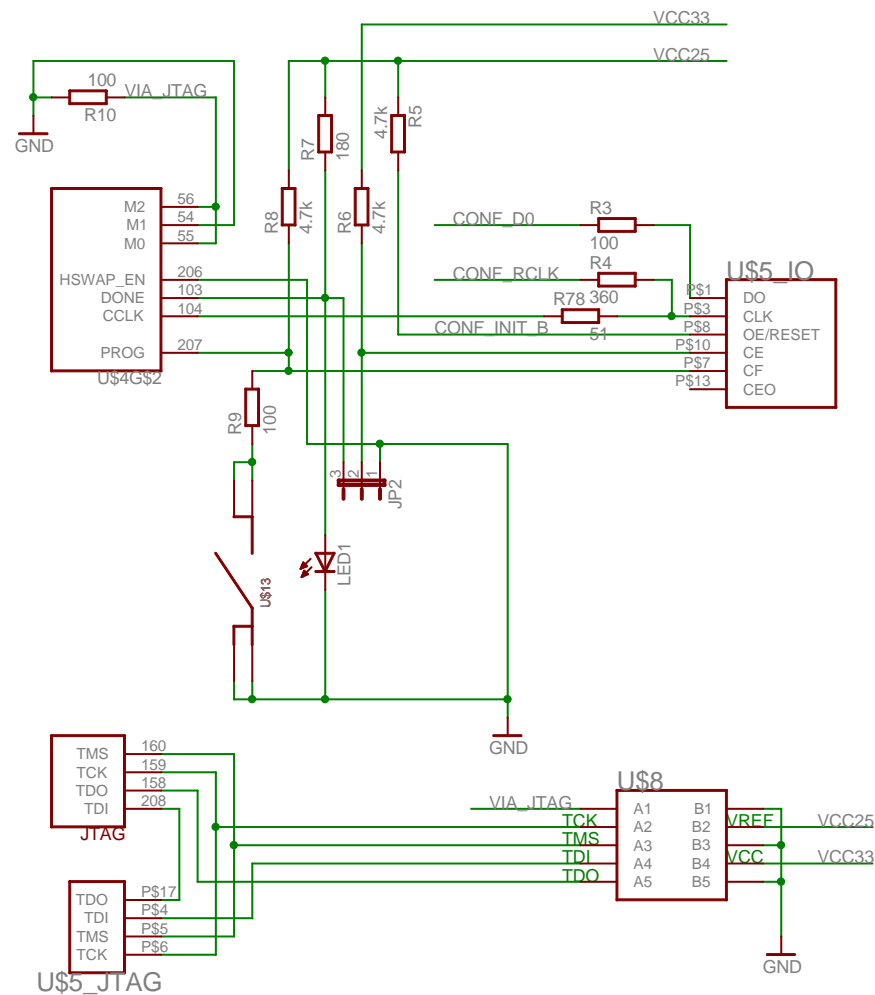 VCC33
VCC25
100
VIA_JTAG
R10
GND
R7
180
4.7k
R5
R8
4.7k
R6
4.7k
M2 56
M1 54
M0 55
HSWAP_EN 206
DONE 103
CCLK 104
PROG 207
U$4G$2
CONF_D0
R3
100
CONF_RCLK
R4
360
R78
51
CONF_INIT_B
U$5_IO
P$1 DO
P$3 CLK
P$8 OE/RESET
P$10 CE
P$7 CF
P$13 CEO
R9
100
3 2 1
JP2
LED1
U$13
GND
TMS 160
TCK 159
TDO 158
TDI 208
JTAG
TDO P$17
TDI P$4
TMS P$5
TCK P$6
U$5_JTAG
U$8
VIA_JTAG A1 B1
TCK A2 B2 VREF VCC25
TMS A3 B3
TDI A4 B4 VCC VCC33
TDO A5 B5
GND